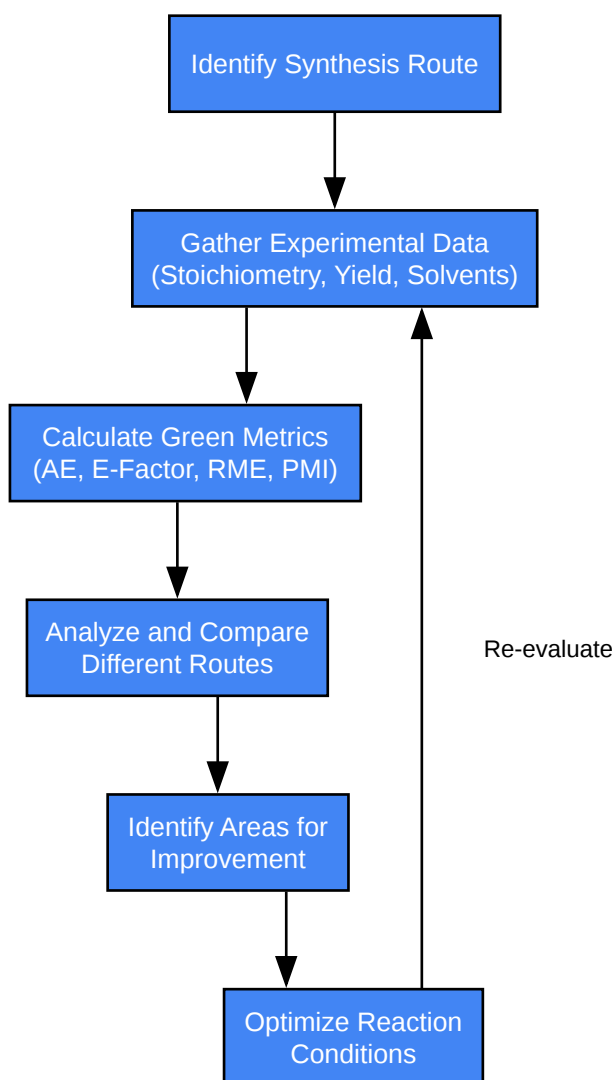 Identify Synthesis Route
Gather Experimental Data
(Stoichiometry, Yield, Solvents)
Calculate Green Metrics
(AE, E-Factor, RME, PMI)
Analyze and Compare
Different Routes
Re-evaluate
Identify Areas for
Improvement
Optimize Reaction
Conditions